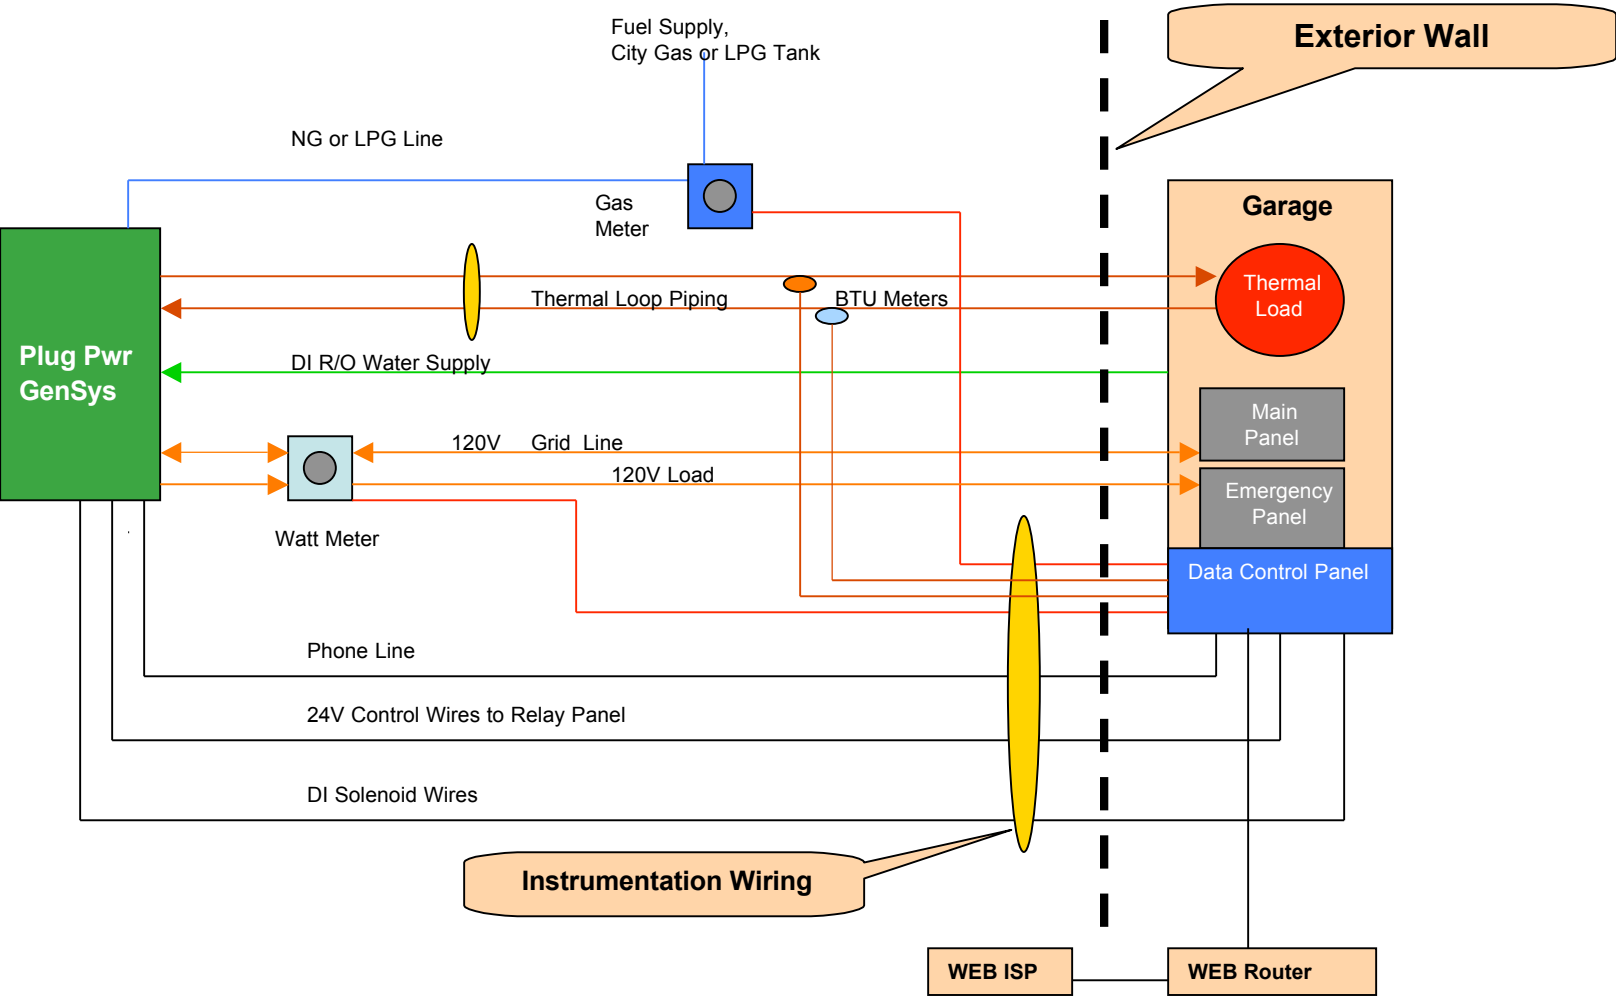 Fuel Supply,
City Gas or LPG Tank
Exterior Wall
NG or LPG Line
Gas
Meter
Garage
Thermal
Load
Thermal Loop Piping
BTU Meters
Plug Pwr
GenSys
DI R/O Water Supply
Main
Panel
120V Grid Line
120V Load
Emergency
Panel
Watt Meter
Data Control Panel
Phone Line
24V Control Wires to Relay Panel
DI Solenoid Wires
Instrumentation Wiring
WEB ISP
WEB Router